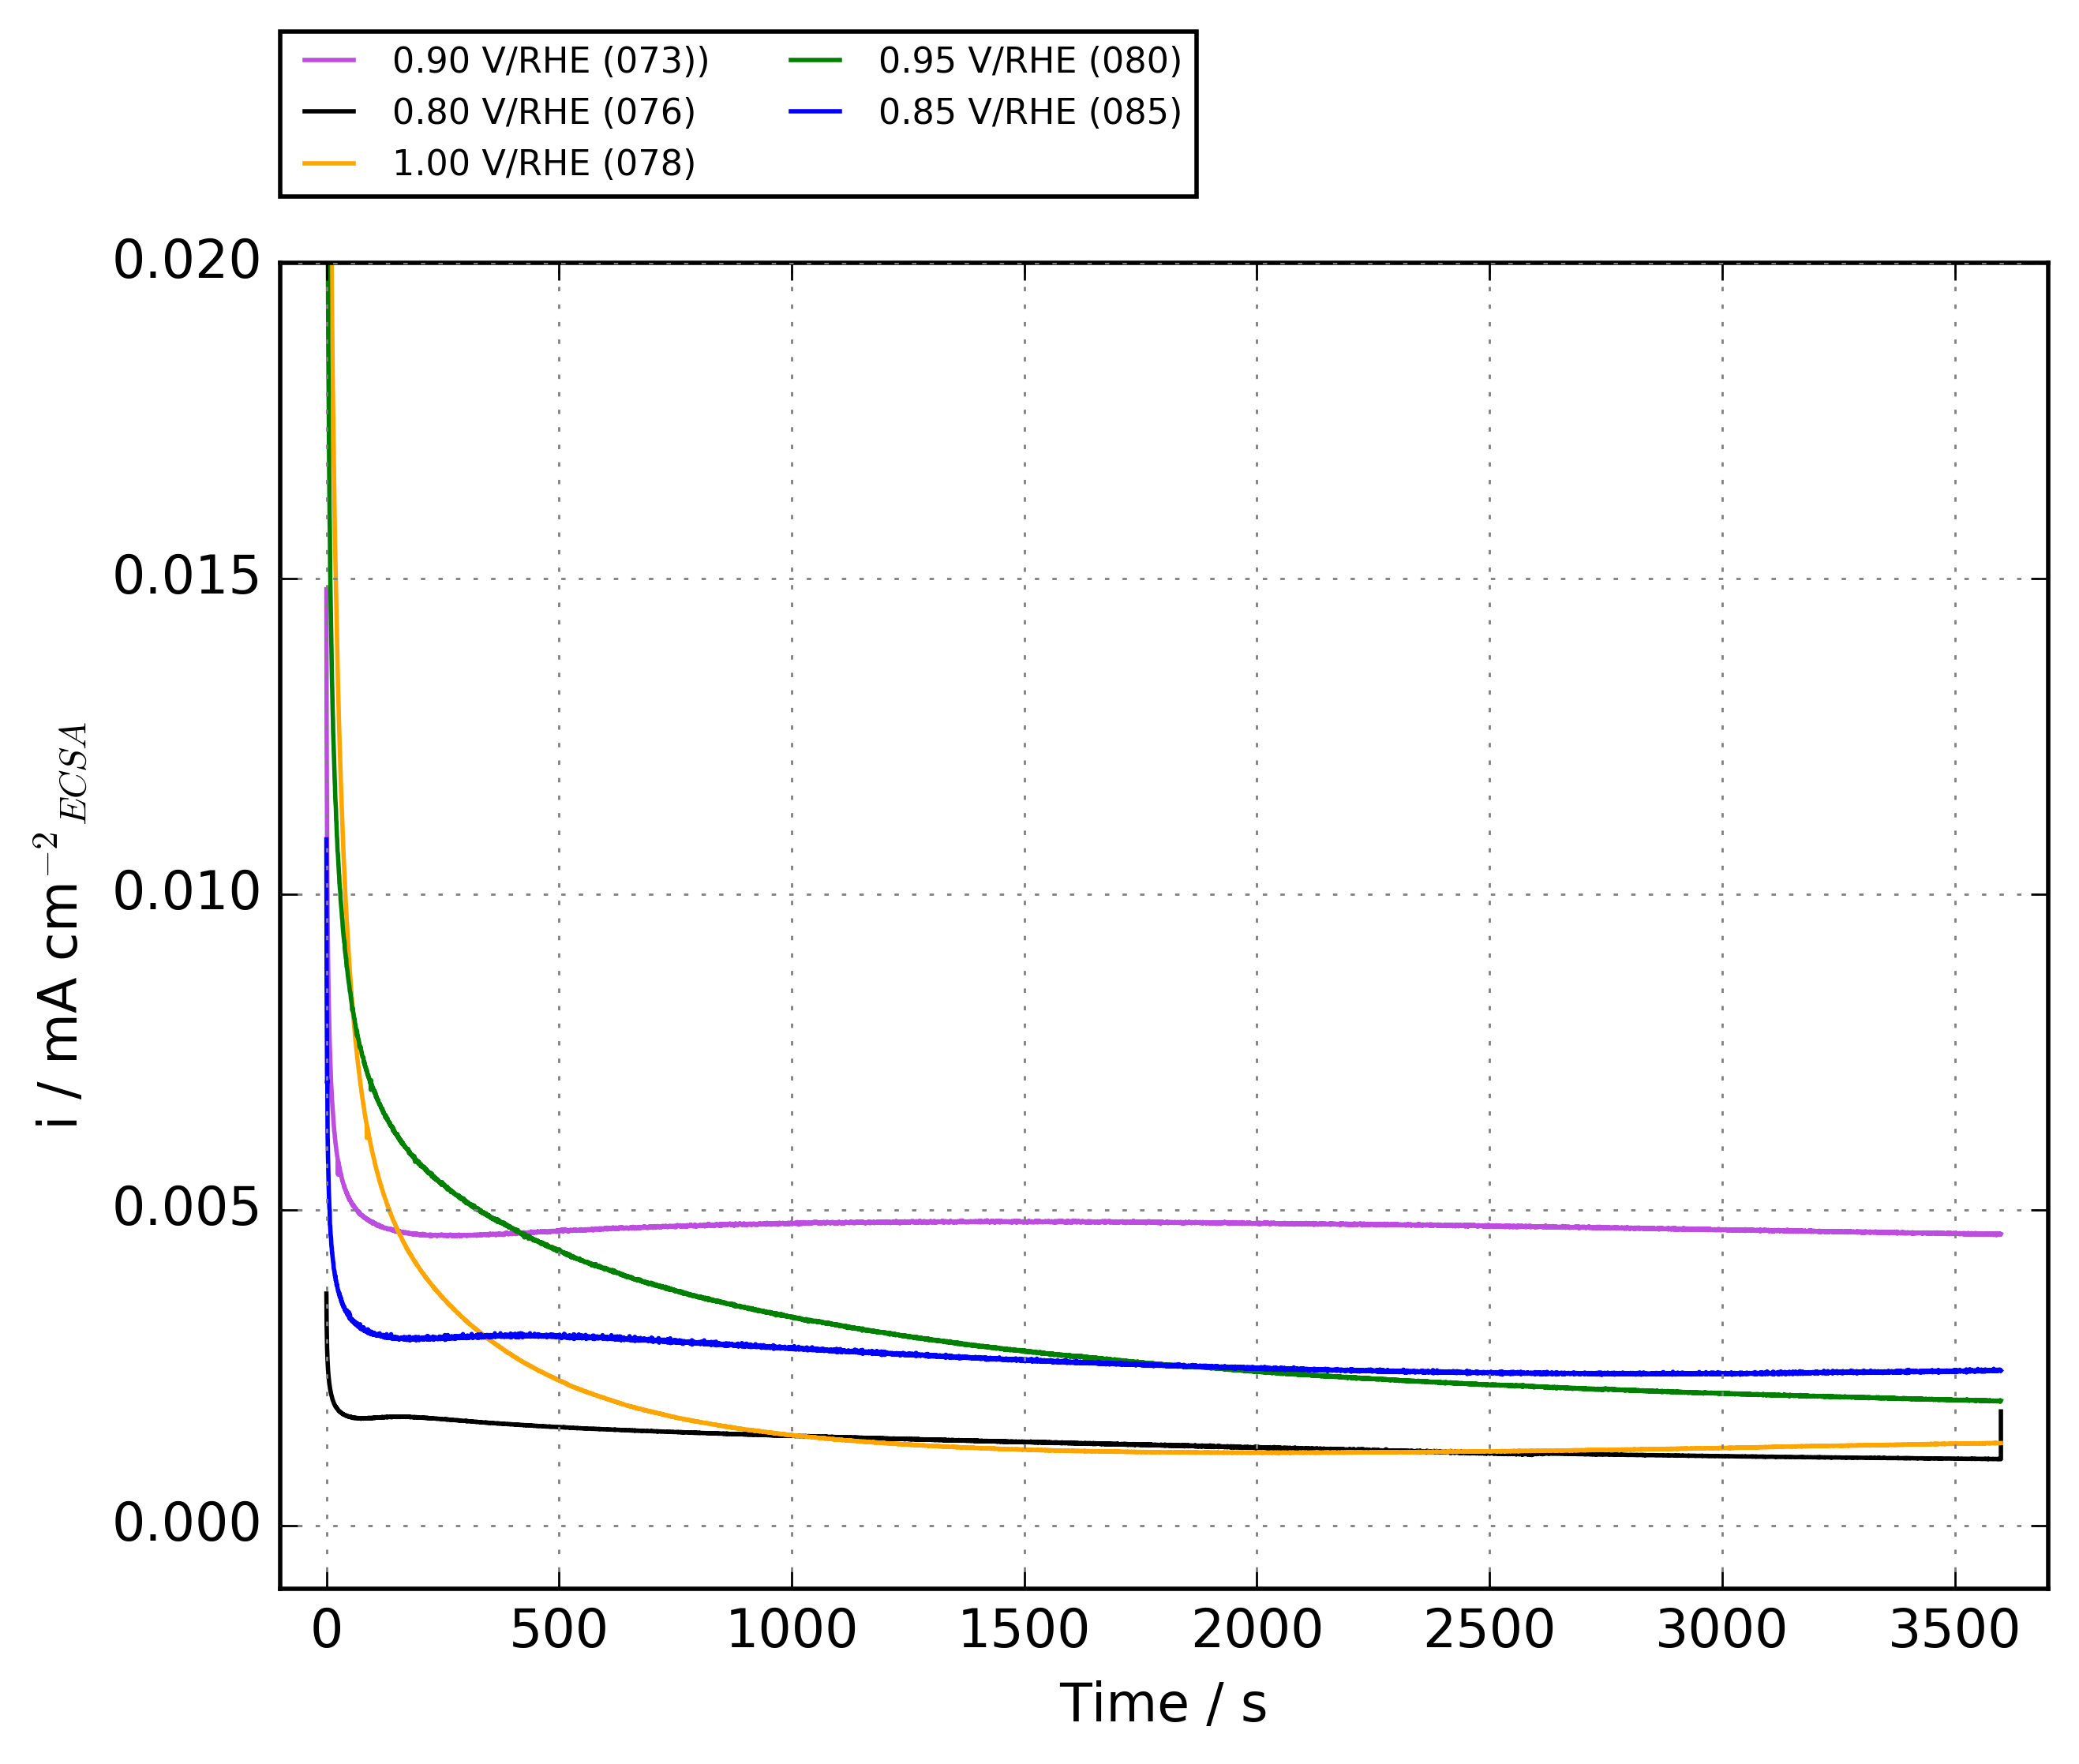 0.90 V/RHE (073))
0.80 V/RHE (076)
1.00 V/RHE (078)
0.95 V/RHE (080)
0.85 V/RHE (085)
0.020
0.015
0.010
0.005
0.000
i / mA cm⁻² ECSA
0 500 1000 1500 2000 2500 3000 3500
Time / s